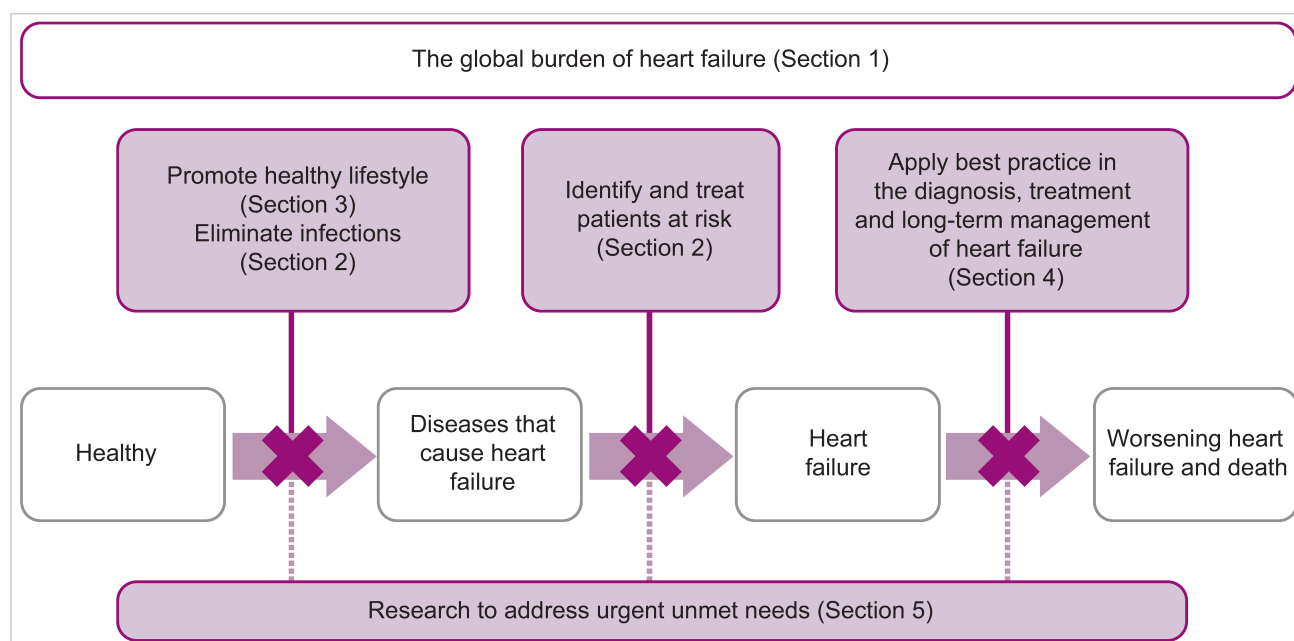 The global burden of heart failure (Section 1)
Promote healthy lifestyle
(Section 3)
Eliminate infections
(Section 2)
Identify and treat
patients at risk
(Section 2)
Apply best practice in
the diagnosis, treatment
and long-term management
of heart failure
(Section 4)
Healthy
Diseases that
cause heart
failure
Heart
failure
Worsening heart
failure and death
Research to address urgent unmet needs (Section 5)